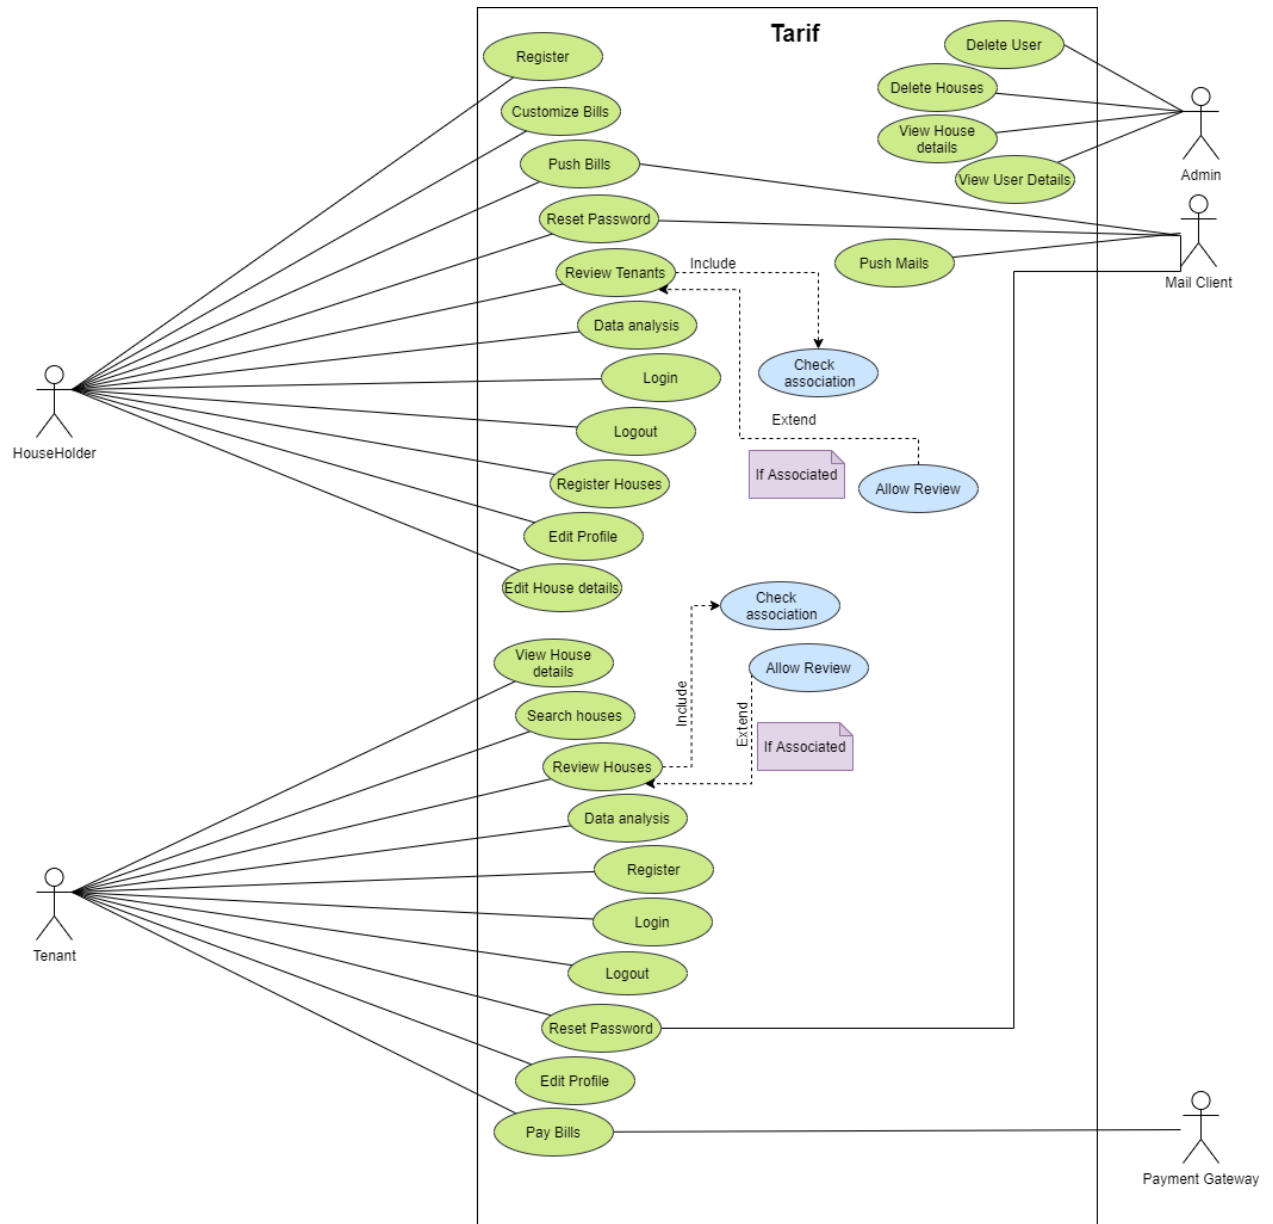 Tarif
Register
Customize Bills
Push Bills
Reset Password
Review Tenants
Data analysis
Login
Logout
Register Houses
Edit Profile
Edit House details
HouseHolder
Include
Check
association
Extend
If Associated
Allow Review
Delete User
Delete Houses
View House
details
View User Details
Admin
Push Mails
Mail Client
View House
details
Search houses
Review Houses
Data analysis
Register
Login
Logout
Reset Password
Edit Profile
Pay Bills
Tenant
Include
Check
association
Allow Review
Extend
If Associated
Payment Gateway